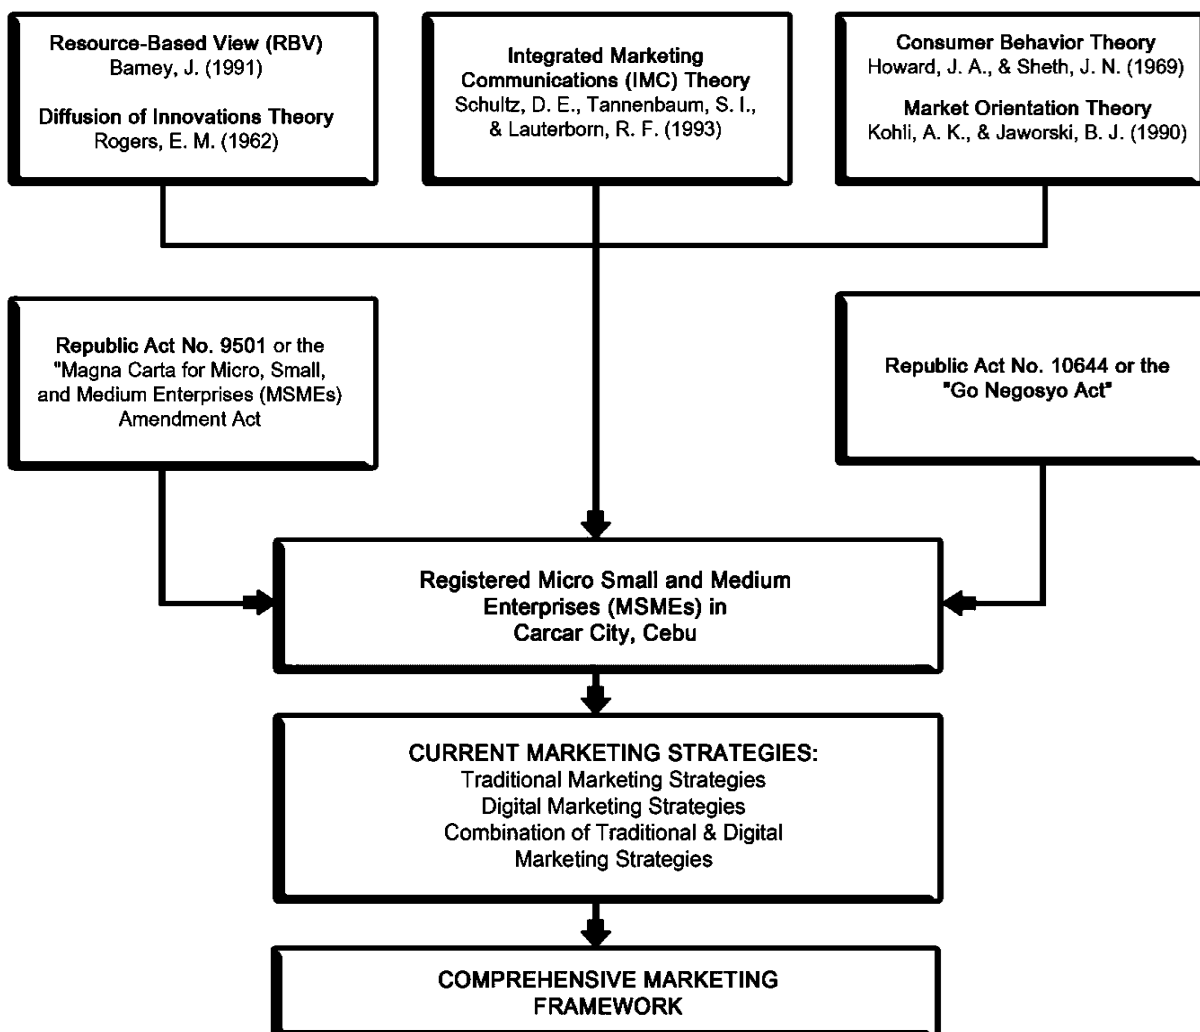 Resource-Based View (RBV)
Barney, J. (1991)
Diffusion of Innovations Theory
Rogers, E. M. (1962)
Integrated Marketing
Communications (IMC) Theory
Schultz, D. E., Tannenbaum, S. I.,
& Lauterborn, R. F. (1993)
Consumer Behavior Theory
Howard, J. A., & Sheth, J. N. (1969)
Market Orientation Theory
Kohli, A. K., & Jaworski, B. J. (1990)
Republic Act No. 9501 or the
"Magna Carta for Micro, Small,
and Medium Enterprises (MSMEs)
Amendment Act
Republic Act No. 10644 or the
"Go Negosyo Act"
Registered Micro Small and Medium
Enterprises (MSMEs) in
Carcar City, Cebu
CURRENT MARKETING STRATEGIES:
Traditional Marketing Strategies
Digital Marketing Strategies
Combination of Traditional & Digital
Marketing Strategies
COMPREHENSIVE MARKETING
FRAMEWORK